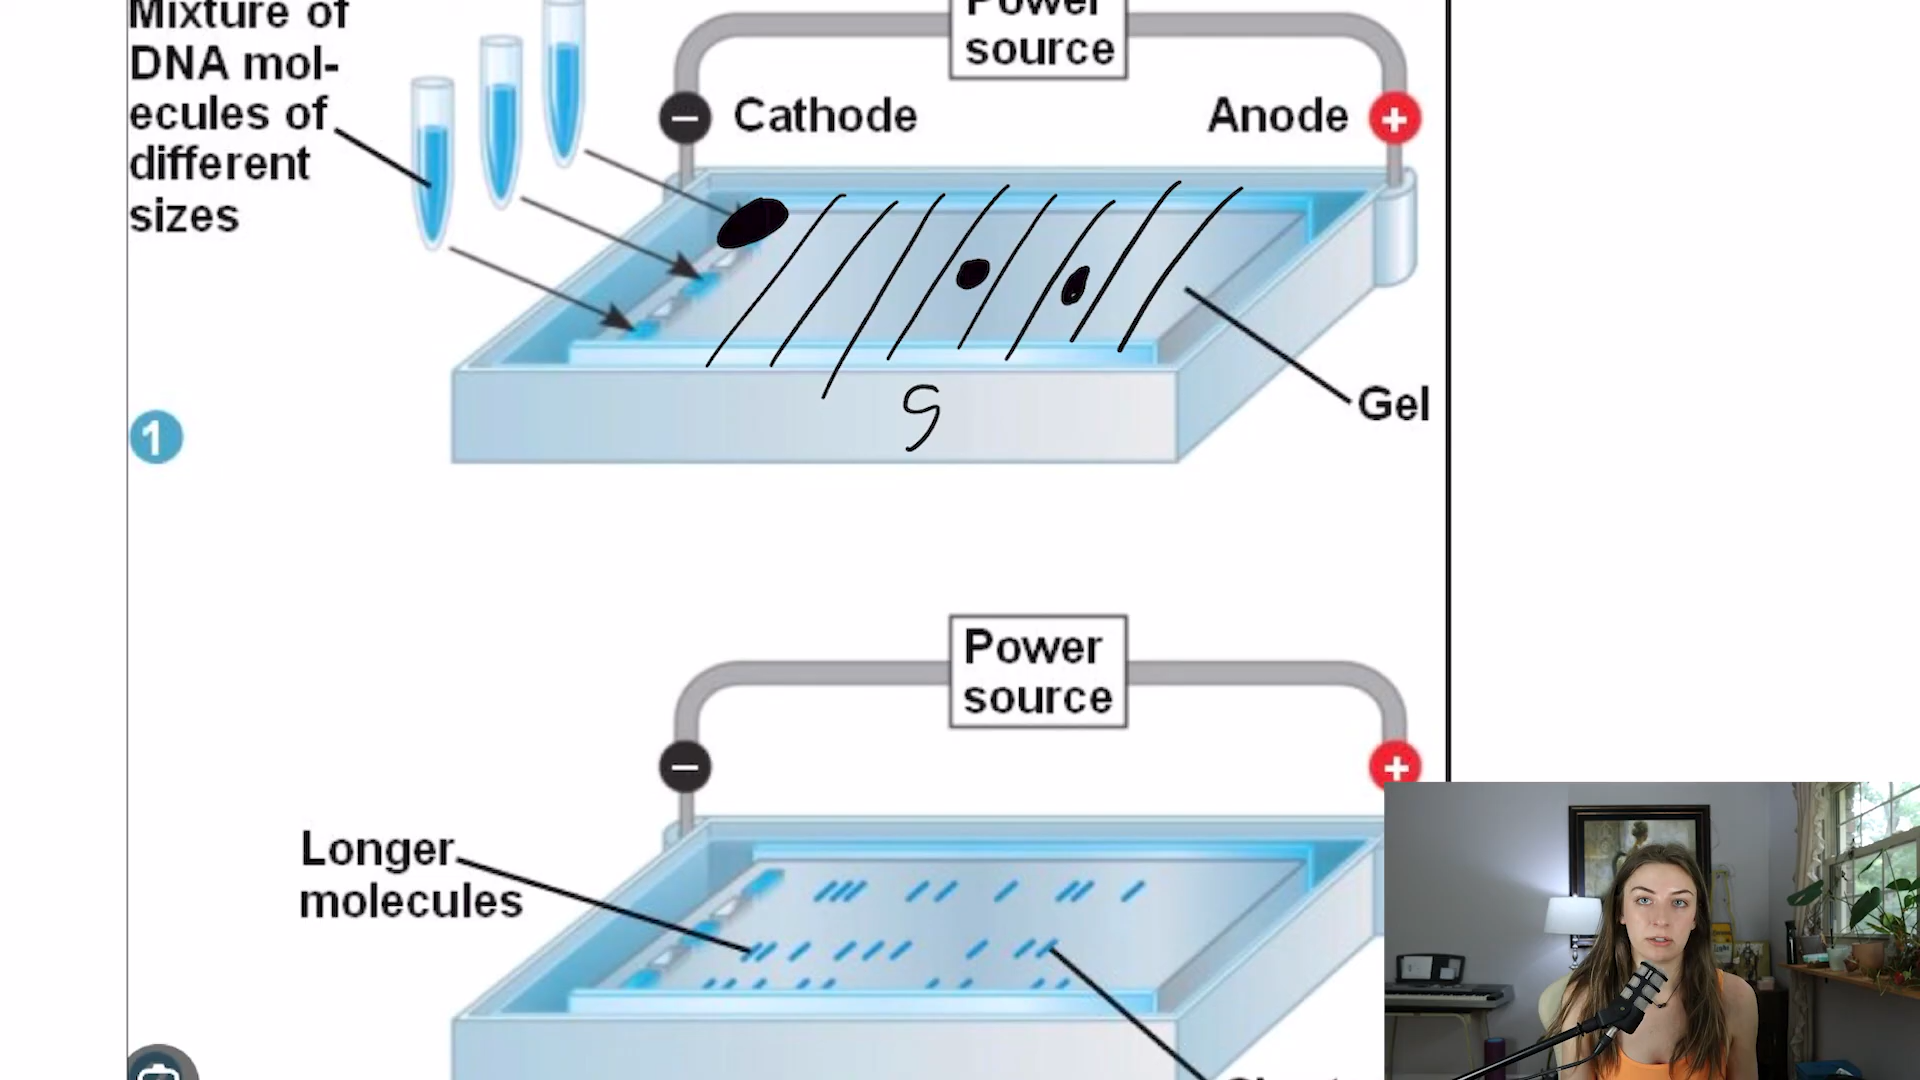 Mixture of
DNA mol-
ecules of
different
sizes
Power
source
−
Cathode
Anode
+
Gel
1
Power
source
−
+
Longer
molecules